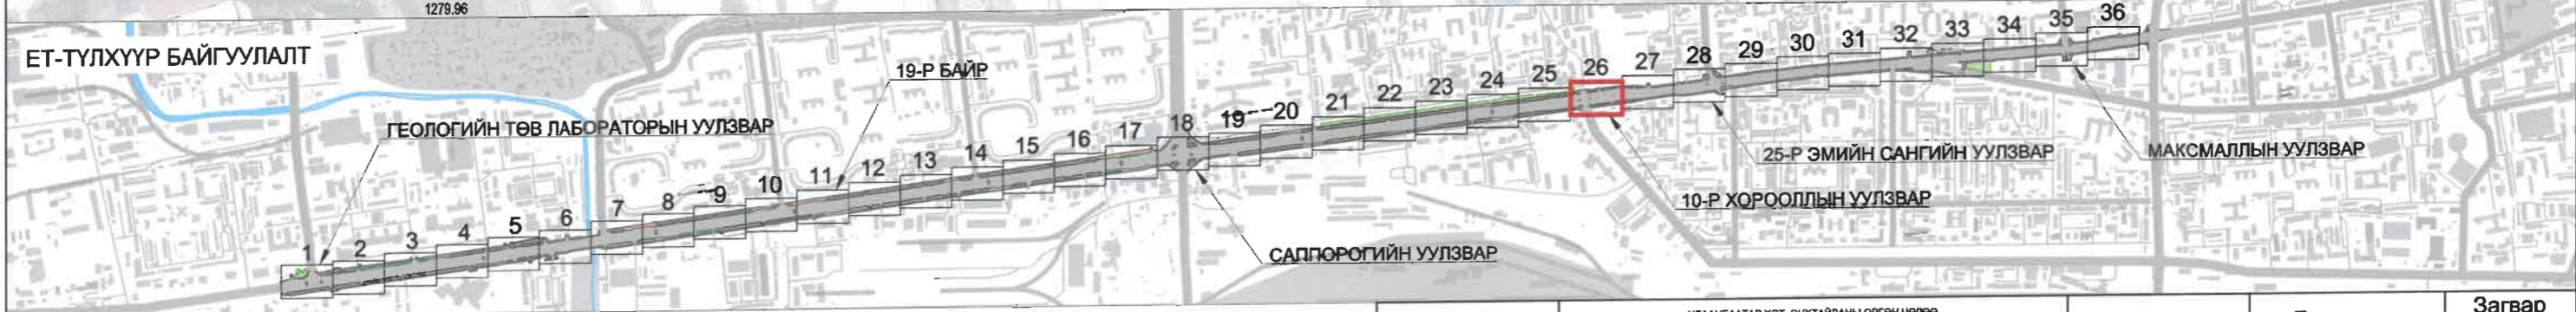 1279.96
ЕТ-ТҮЛХҮҮР БАЙГУУЛАЛТ
ГЕОЛОГИЙН ТӨВ ЛАБОРАТОРЫН УУЛЗВАР
19-Р БАЙР
САППОРОГИЙН УУЛЗВАР
10-Р ХОРООЛЛЫН УУЛЗВАР
25-Р ЭМИЙН САНГИЙН УУЛЗВАР
МАКСМАЛЛЫН УУЛЗВАР
1 2 3 4 5 6 7 8 9 10 11 12 13 14 15 16 17 18 19 20 21 22 23 24 25 26 27 28 29 30 31 32 33 34 35 36
Загвар